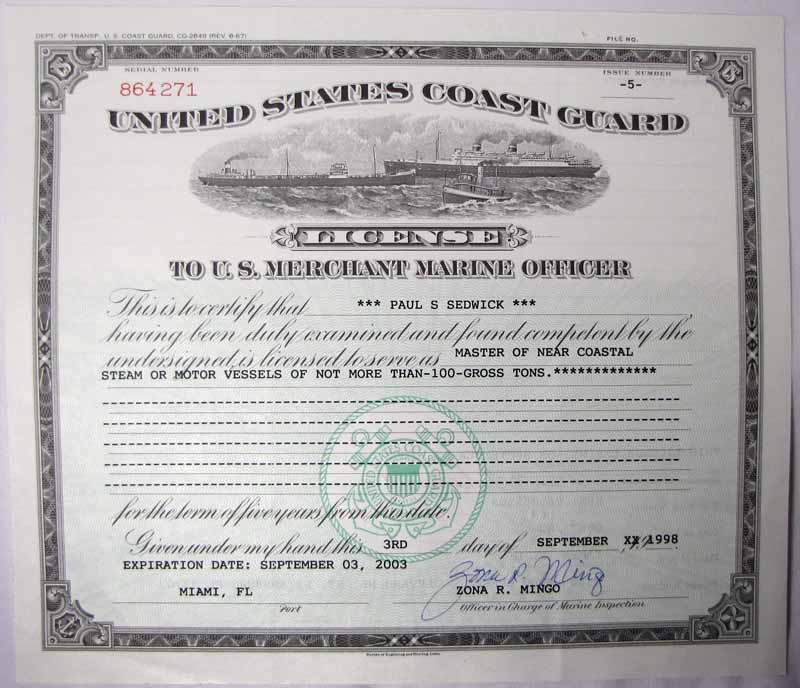 DEPT. OF TRANSP., U. S. COAST GUARD, CG-2849 (REV. 6-67)
FILE NO.
SERIAL NUMBER
ISSUE NUMBER
864271
-5-
UNITED STATES COAST GUARD
LICENSE
TO U. S. MERCHANT MARINE OFFICER
This is to certify that *** PAUL S SEDWICK ***
having been duly examined and found competent by the
undersigned, is licensed to serve as MASTER OF NEAR COASTAL
STEAM OR MOTOR VESSELS OF NOT MORE THAN-100-GROSS TONS.*************
for the term of five years from this date.
Given under my hand this 3RD day of SEPTEMBER XX 1998
EXPIRATION DATE: SEPTEMBER 03, 2003
Zona R. Mingo
MIAMI, FL
ZONA R. MINGO
Port
Officer in Charge of Marine Inspection